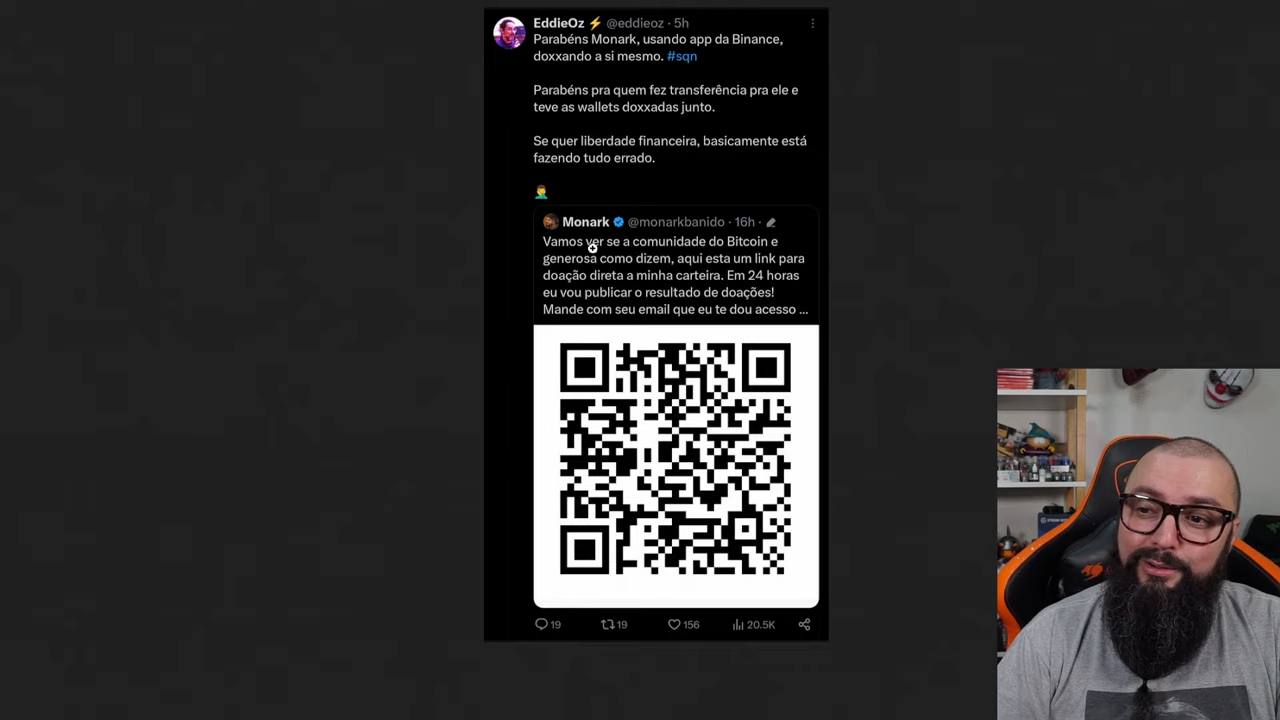 EddieOz ⚡ @eddieoz · 5h
Parabéns Monark, usando app da Binance,
doxxando a si mesmo. #sqn
Parabéns pra quem fez transferência pra ele e
teve as wallets doxxadas junto.
Se quer liberdade financeira, basicamente está
fazendo tudo errado.
🤦‍♂️
Monark @monarkbanido · 16h ·
Vamos ver se a comunidade do Bitcoin e
generosa como dizem, aqui esta um link para
doação direta a minha carteira. Em 24 horas
eu vou publicar o resultado de doações!
Mande com seu email que eu te dou acesso ...
19 19 156 20.5K